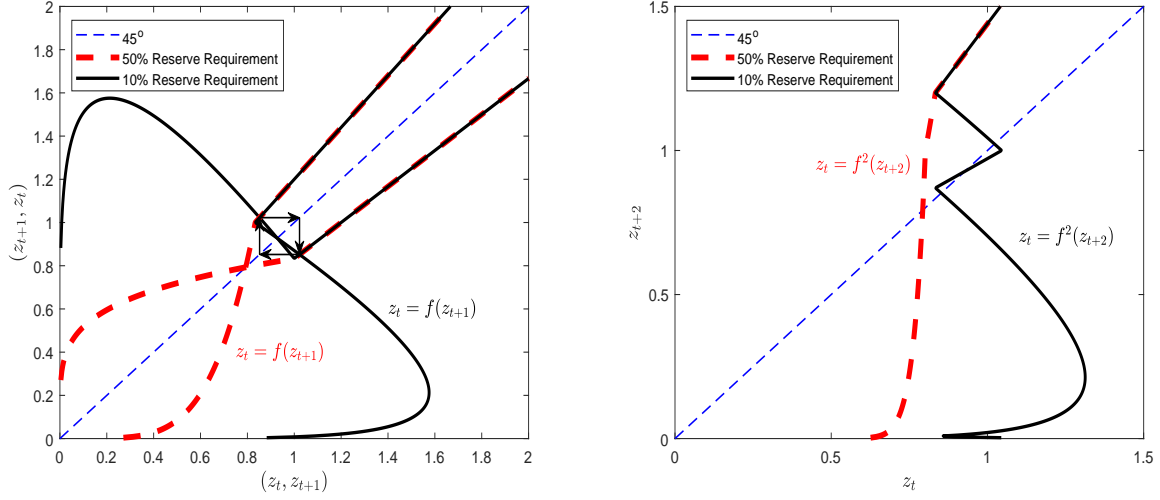 2
1.8
1.6
1.4
1.2
1
0.8
0.6
0.4
0.2
0
(z_{t+1}, z_t)
45°
50% Reserve Requirement
10% Reserve Requirement
z_t = f(z_{t+1})
z_t = f(z_{t+1})
0 0.2 0.4 0.6 0.8 1 1.2 1.4 1.6 1.8 2
(z_t, z_{t+1})
1.5
1
0.5
0
z_{t+2}
45°
50% Reserve Requirement
10% Reserve Requirement
z_t = f²(z_{t+2})
z_t = f²(z_{t+2})
0 0.5 1 1.5
z_t